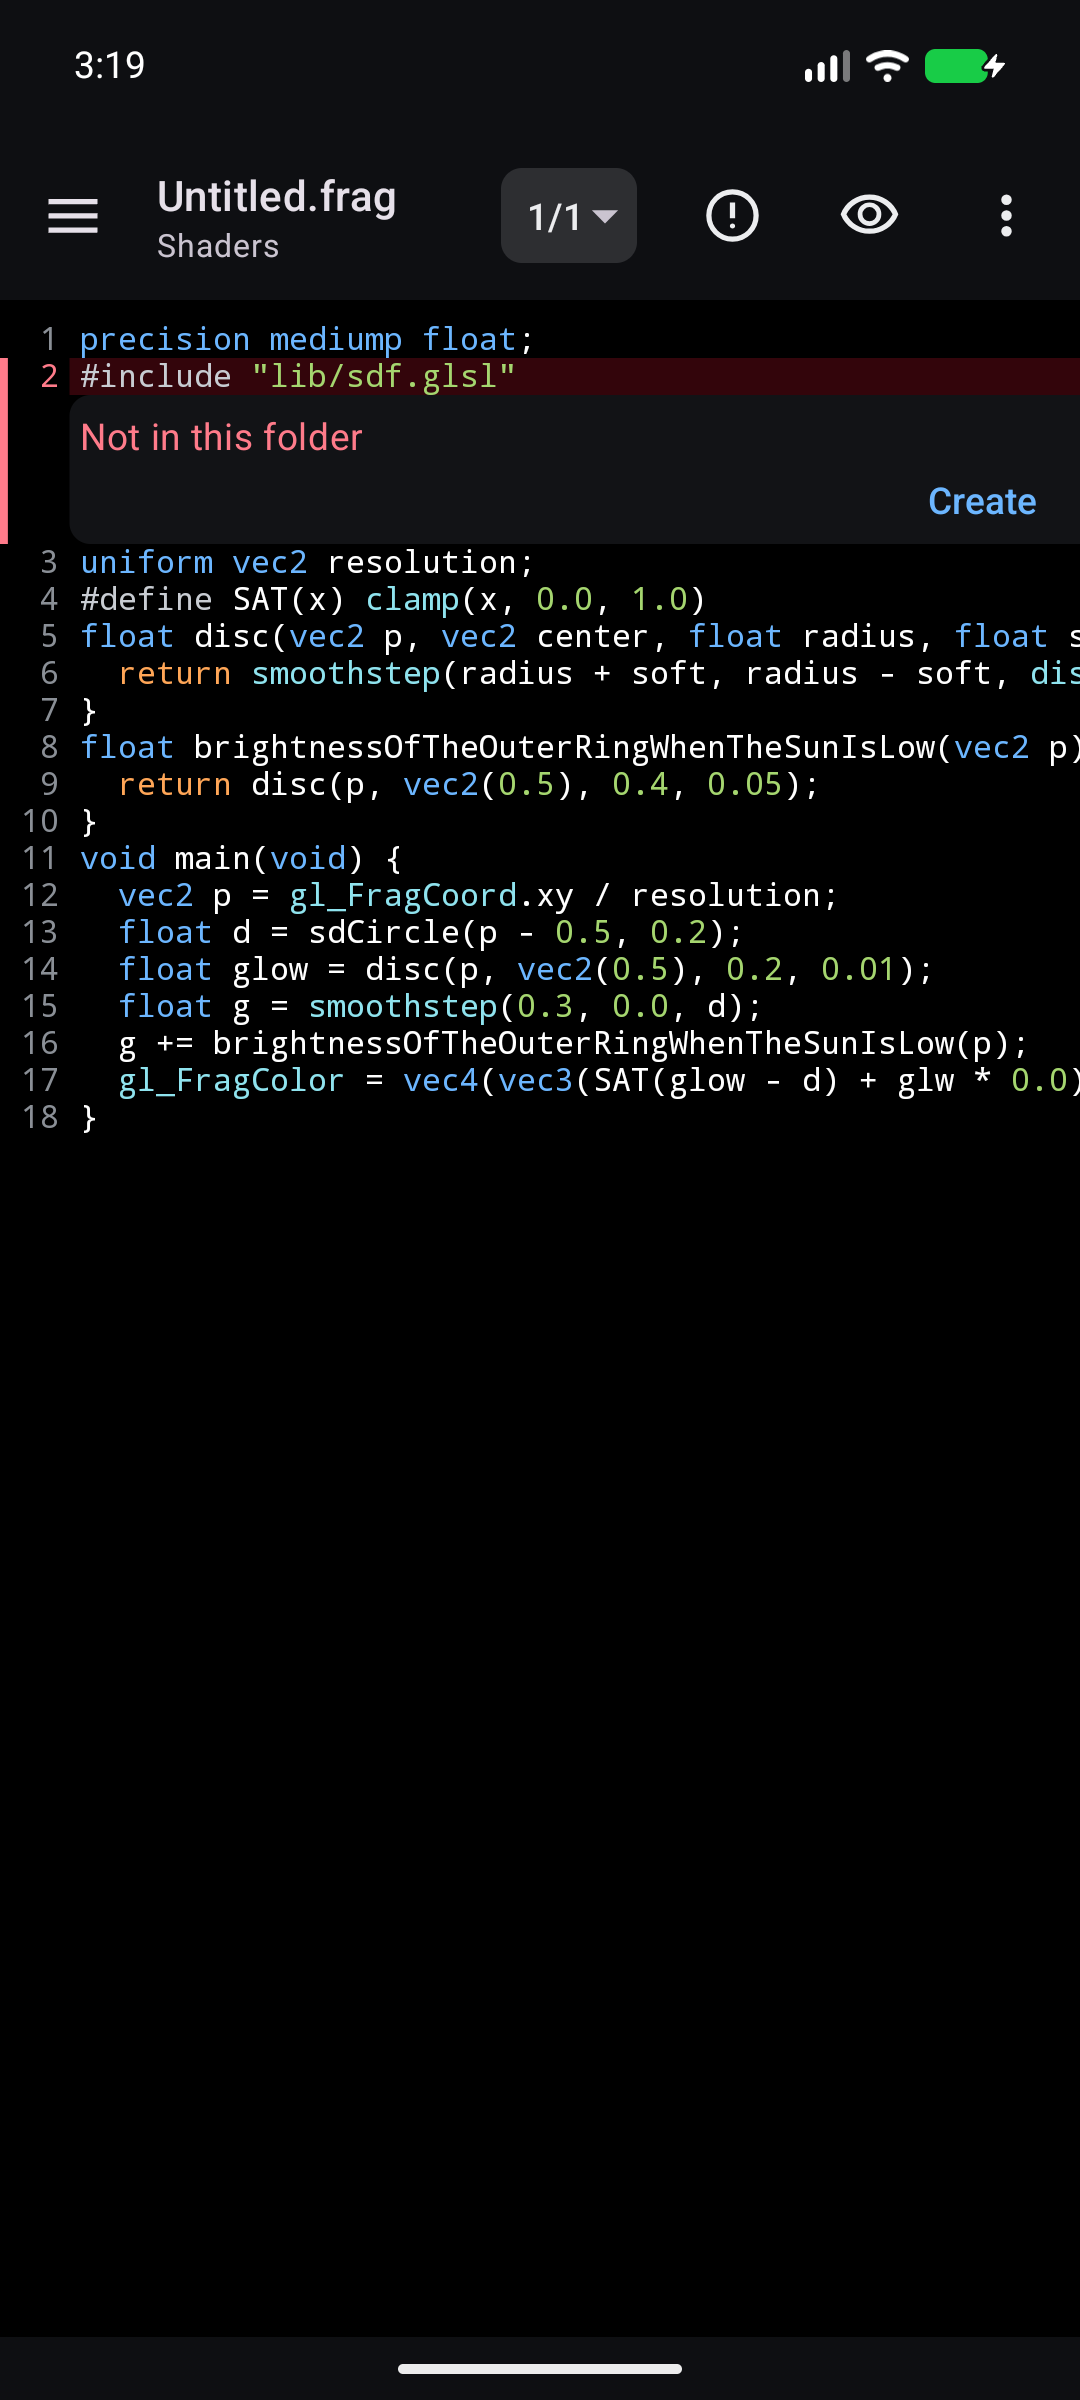 3:19
Untitled.frag
Shaders
1/1
1 precision mediump float;
2 #include "lib/sdf.glsl"
Not in this folder
Create
3 uniform vec2 resolution;
4 #define SAT(x) clamp(x, 0.0, 1.0)
5 float disc(vec2 p, vec2 center, float radius, float s
6   return smoothstep(radius + soft, radius - soft, dis
7 }
8 float brightnessOfTheOuterRingWhenTheSunIsLow(vec2 p)
9   return disc(p, vec2(0.5), 0.4, 0.05);
10 }
11 void main(void) {
12   vec2 p = gl_FragCoord.xy / resolution;
13   float d = sdCircle(p - 0.5, 0.2);
14   float glow = disc(p, vec2(0.5), 0.2, 0.01);
15   float g = smoothstep(0.3, 0.0, d);
16   g += brightnessOfTheOuterRingWhenTheSunIsLow(p);
17   gl_FragColor = vec4(vec3(SAT(glow - d) + glw * 0.0)
18 }